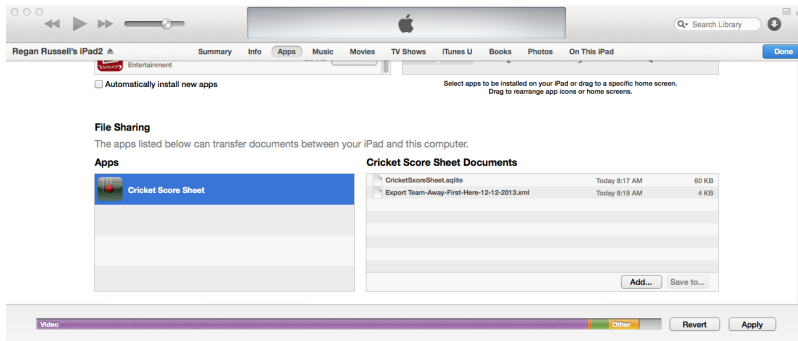 Search Library
Regan Russell's iPad2
Summary Info Apps Music Movies TV Shows iTunes U Books Photos On This iPad
Done
Yahoo!
Entertainment
Automatically install new apps
Select apps to be installed on your iPad or drag to a specific home screen.
Drag to rearrange app icons or home screens.
File Sharing
The apps listed below can transfer documents between your iPad and this computer.
Apps
Cricket Score Sheet Documents
Cricket Score Sheet
CricketSxoreSheet.sqlite Today 8:17 AM 60 KB
Export Team-Away-First-Here-12-12-2013.xml Today 8:16 AM 4 KB
Add... Save to...
Video Other Revert Apply